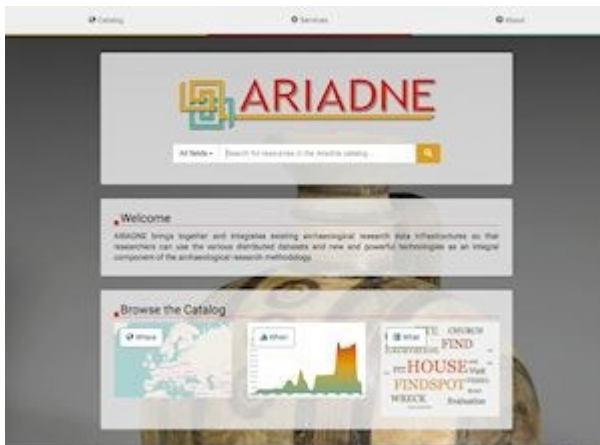 Catalog
Services
About
ARIADNE
All fields
Search for resources in the Ariadne catalog...
Welcome
ARIADNE brings together and integrates existing archaeological research data infrastructures so that
researchers can use the various distributed datasets and new and powerful technologies as an integral
component of the archaeological research methodology.
Browse the Catalog
Where
When
What
CHURCH
FIND
HOUSE
Visit
FINDSPOT
WRECK
Evaluation